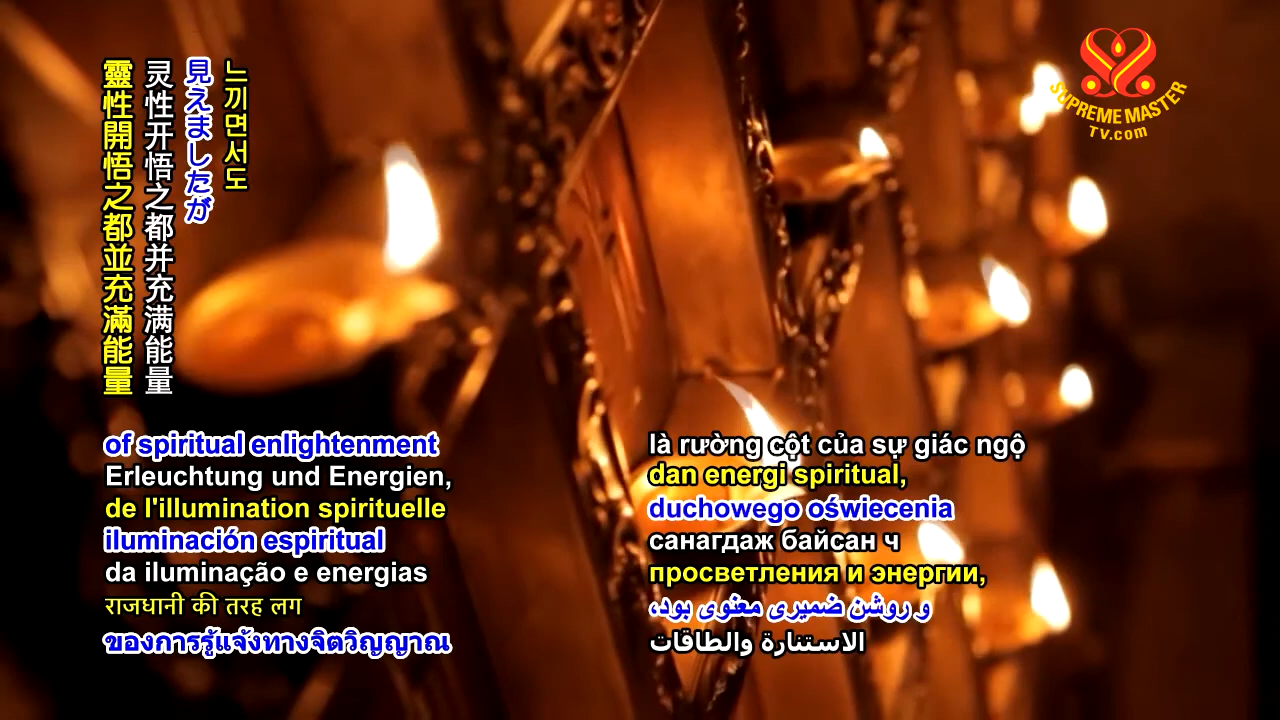 느끼면서도
見えましたが
灵性开悟之都并充满能量
靈性開悟之都並充滿能量
SUPREME MASTER
TV.com
of spiritual enlightenment
Erleuchtung und Energien,
de l'illumination spirituelle
iluminación espiritual
da iluminação e energias
राजधानी की तरह लग
ของการรู้แจ้งทางจิตวิญญาณ
là rường cột của sự giác ngộ
dan energi spiritual,
duchowego oświecenia
санагдаж байсан ч
просветления и энергии,
و روشن ضمیری معنوی بود،
الاستنارة والطاقات